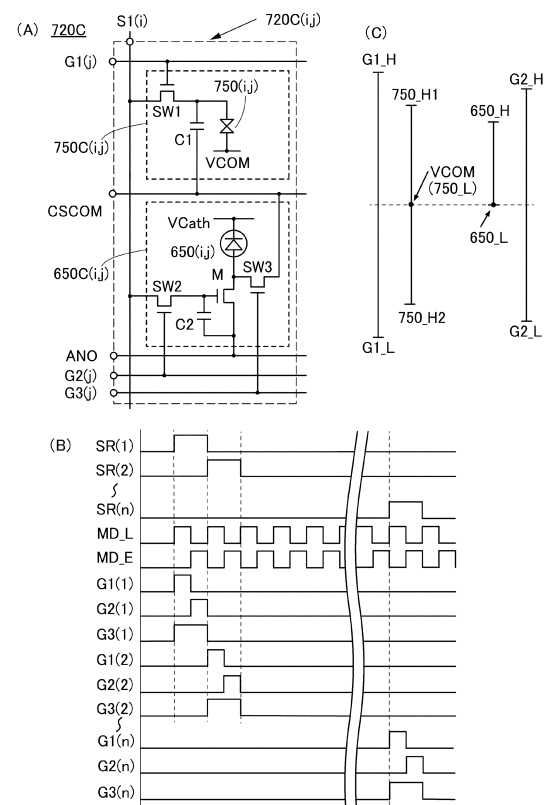 (A) 720C
S1(i)
720C(i,j)
G1(j)
750(i,j)
SW1
C1
750C(i,j)
VCOM
CSCOM
VCath
650(i,j)
650C(i,j)
M
SW3
SW2
C2
ANO
G2(j)
G3(j)
(C)
G1_H
G2_H
750_H1
650_H
VCOM
(750_L)
650_L
750_H2
G1_L
G2_L
(B)
SR(1)
SR(2)
SR(n)
MD_L
MD_E
G1(1)
G2(1)
G3(1)
G1(2)
G2(2)
G3(2)
G1(n)
G2(n)
G3(n)